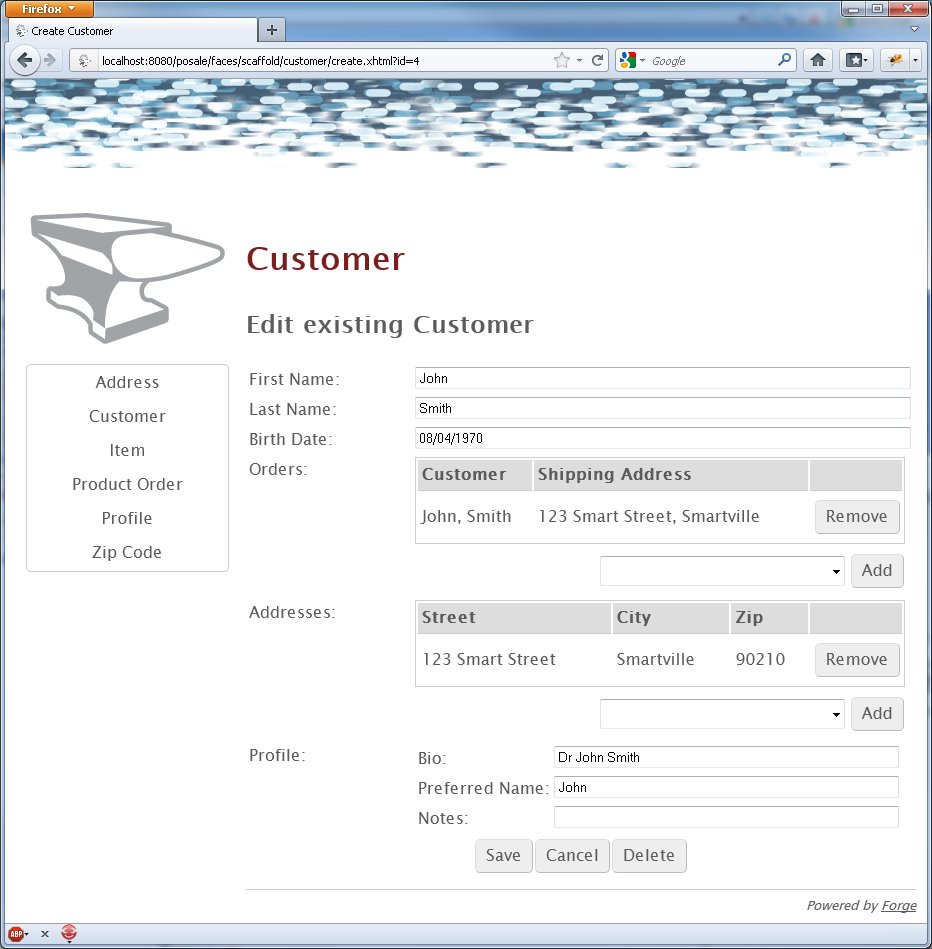 Firefox
Create Customer
localhost:8080/posale/faces/scaffold/customer/create.xhtml?id=4
Google
Customer
Edit existing Customer
Address
Customer
Item
Product Order
Profile
Zip Code
First Name: John
Last Name: Smith
Birth Date: 08/04/1970
Orders:
Customer Shipping Address
John, Smith 123 Smart Street, Smartville Remove
Add
Addresses:
Street City Zip
123 Smart Street Smartville 90210 Remove
Add
Profile:
Bio: Dr John Smith
Preferred Name: John
Notes:
Save Cancel Delete
Powered by Forge
ABP